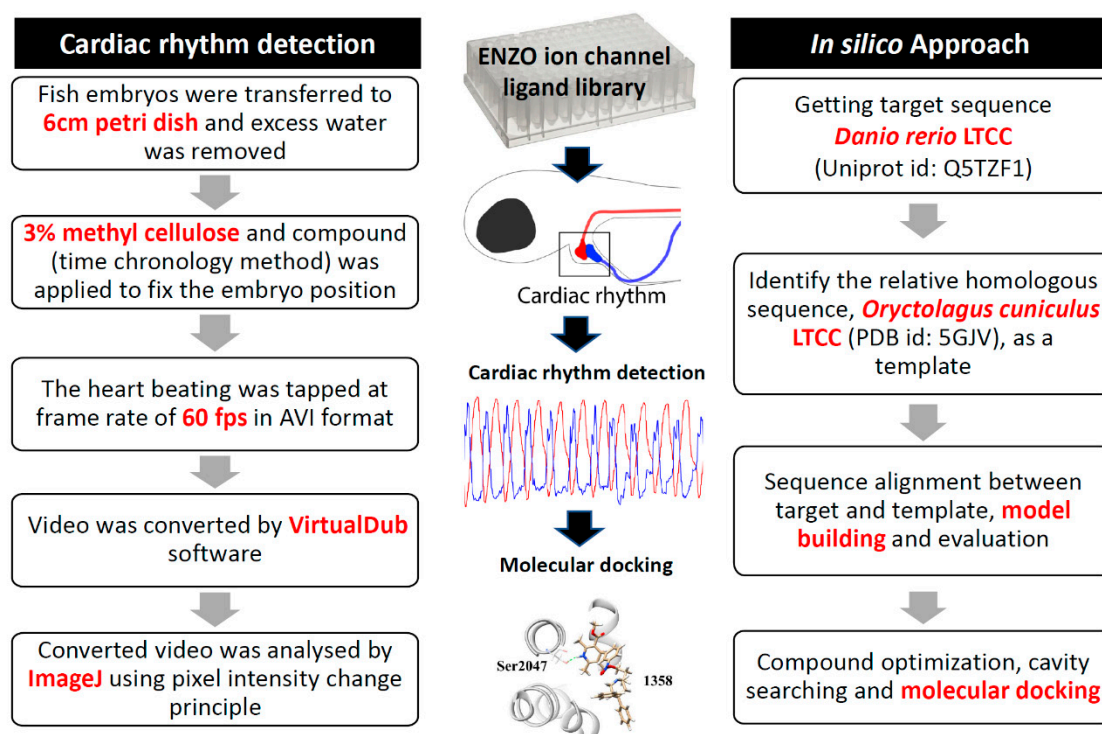 Cardiac rhythm detection
Fish embryos were transferred to
6cm petri dish and excess water
was removed
3% methyl cellulose and compound
(time chronology method) was
applied to fix the embryo position
The heart beating was tapped at
frame rate of 60 fps in AVI format
Video was converted by VirtualDub
software
Converted video was analysed by
ImageJ using pixel intensity change
principle
ENZO ion channel
ligand library
Cardiac rhythm
Cardiac rhythm detection
Molecular docking
Ser2047
1358
In silico Approach
Getting target sequence
Danio rerio LTCC
(Uniprot id: Q5TZF1)
Identify the relative homologous
sequence, Oryctolagus cuniculus
LTCC (PDB id: 5GJV), as a
template
Sequence alignment between
target and template, model
building and evaluation
Compound optimization, cavity
searching and molecular docking